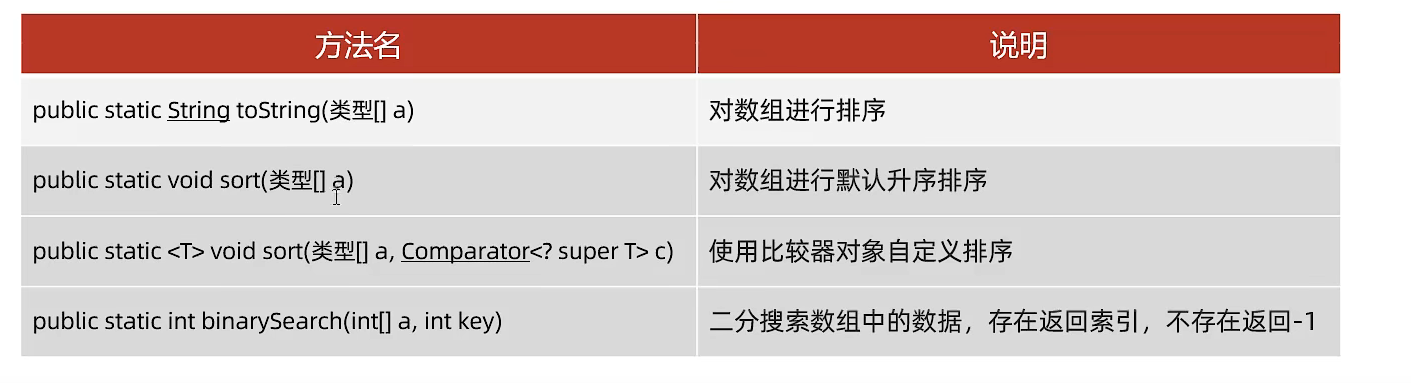 方法名 说明
public static String toString(类型[] a) 对数组进行排序
public static void sort(类型[] a) 对数组进行默认升序排序
public static <T> void sort(类型[] a, Comparator<? super T> c) 使用比较器对象自定义排序
public static int binarySearch(int[] a, int key) 二分搜索数组中的数据，存在返回索引，不存在返回-1